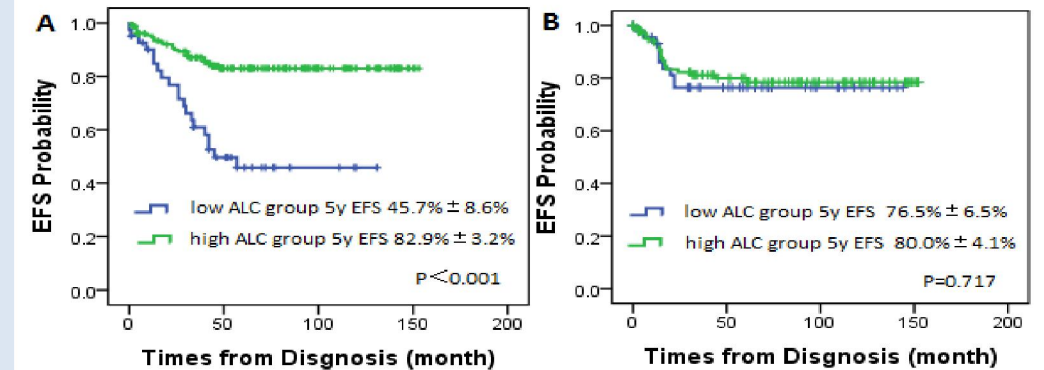 A
EFS Probability
1.0
0.8
0.6
0.4
0.2
0.0
low ALC group 5y EFS 45.7%±8.6%
high ALC group 5y EFS 82.9%±3.2%
P<0.001
0 50 100 150 200
Times from Disgnosis (month)
B
EFS Probability
1.0
0.8
0.6
0.4
0.2
0.0
low ALC group 5y EFS 76.5%±6.5%
high ALC group 5y EFS 80.0%±4.1%
P=0.717
0 50 100 150 200
Times from Disgnosis (month)